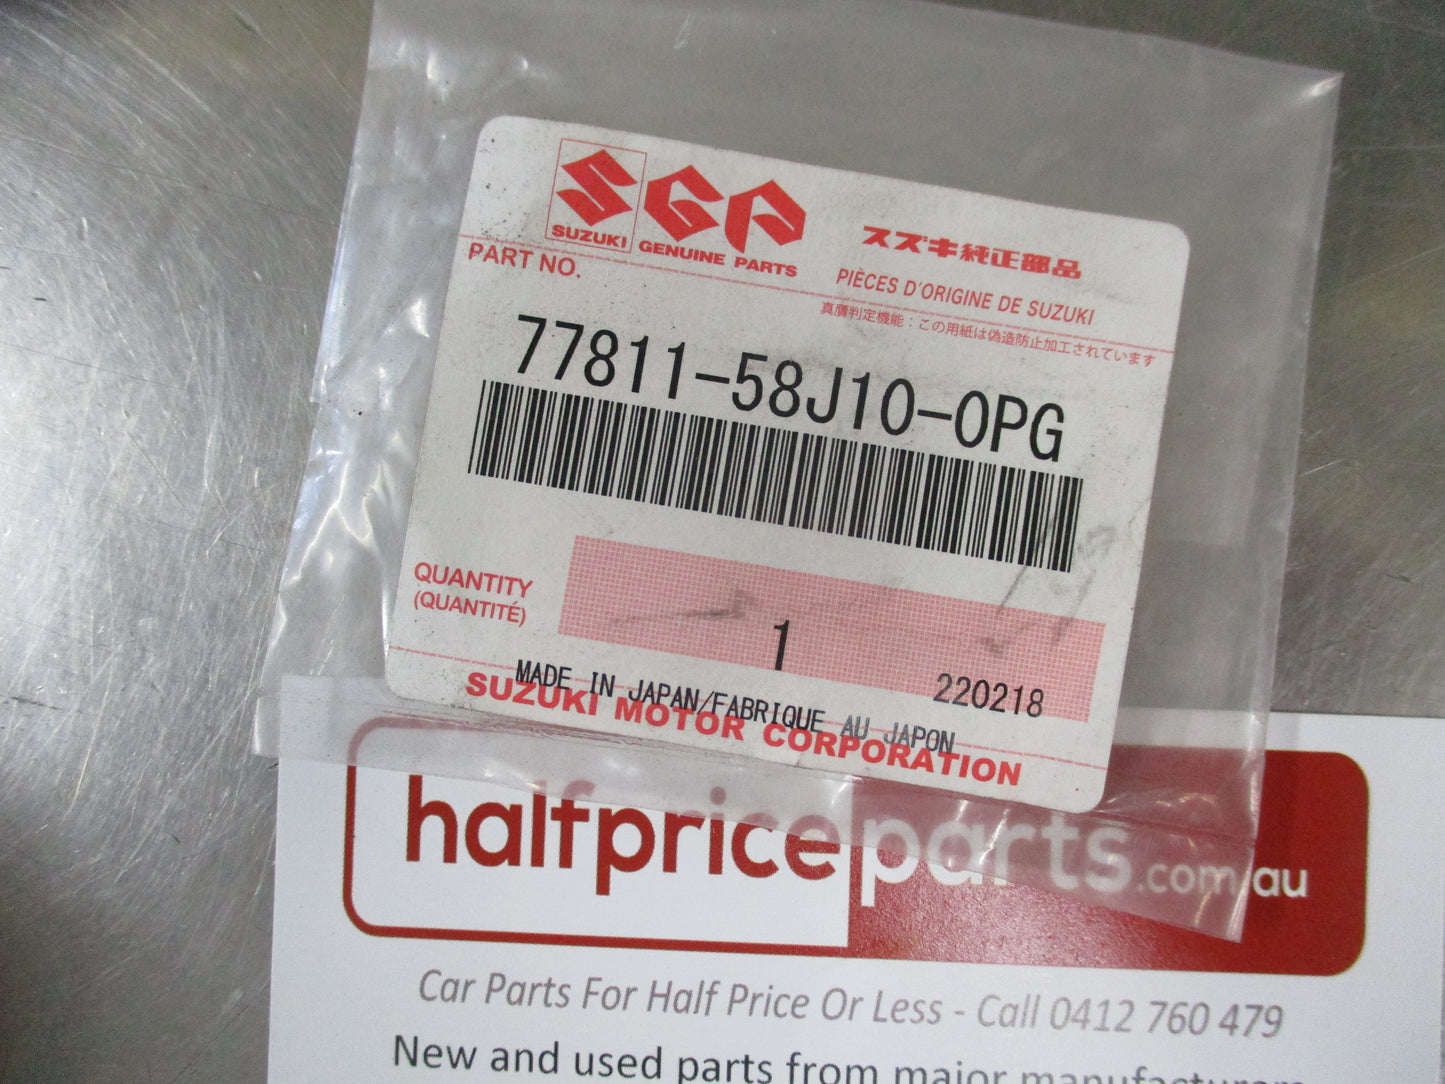 SGP
SUZUKI GENUINE PARTS
スズキ純正部品
PIÈCES D'ORIGINE DE SUZUKI
PART NO.
真贋判定機能：この用紙は偽造防止加工されています
77811-58J10-0PG
QUANTITY
(QUANTITÉ)
1
220218
MADE IN JAPAN/FABRIQUE AU JAPON
SUZUKI MOTOR CORPORATION
halfpriceparts.com.au
Car Parts For Half Price Or Less - Call 0412 760 479
New and used parts from major manufacturers